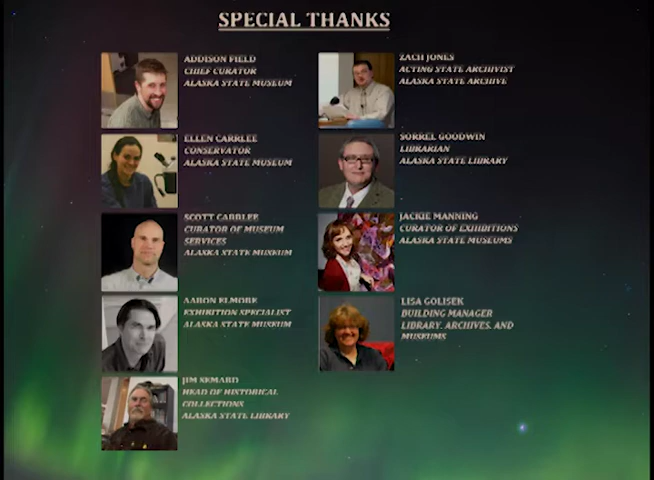 SPECIAL THANKS
ADDISON FIELD
CHIEF CURATOR
ALASKA STATE MUSEUM
ELLEN CARRLEE
CONSERVATOR
ALASKA STATE MUSEUM
SCOTT CARRLEE
CURATOR OF MUSEUM
SERVICES
ALASKA STATE MUSEUM
AARON ELMORE
EXHIBITION SPECIALIST
ALASKA STATE MUSEUM
JIM SEMARD
HEAD OF HISTORICAL
COLLECTIONS
ALASKA STATE LIBRARY
ZACH JONES
ACTING STATE ARCHIVIST
ALASKA STATE ARCHIVE
SORREL GOODWIN
LIBRARIAN
ALASKA STATE LIBRARY
JACKIE MANNING
CURATOR OF EXHIBITIONS
ALASKA STATE MUSEUMS
LISA GOLISEK
BUILDING MANAGER
LIBRARY, ARCHIVES, AND
MUSEUMS